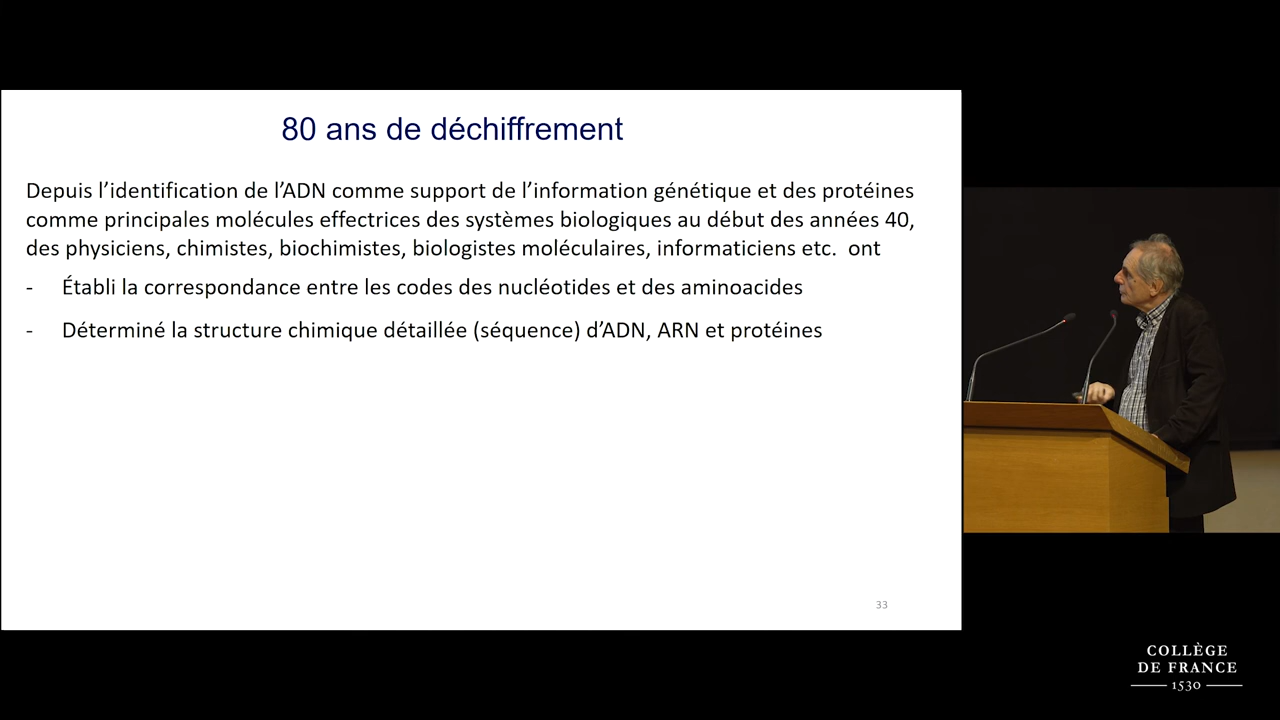 80 ans de déchiffrement
Depuis l’identification de l’ADN comme support de l’information génétique et des protéines
comme principales molécules effectrices des systèmes biologiques au début des années 40,
des physiciens, chimistes, biochimistes, biologistes moléculaires, informaticiens etc. ont
- Établi la correspondance entre les codes des nucléotides et des aminoacides
- Déterminé la structure chimique détaillée (séquence) d’ADN, ARN et protéines
33
COLLÈGE
DE FRANCE
1530